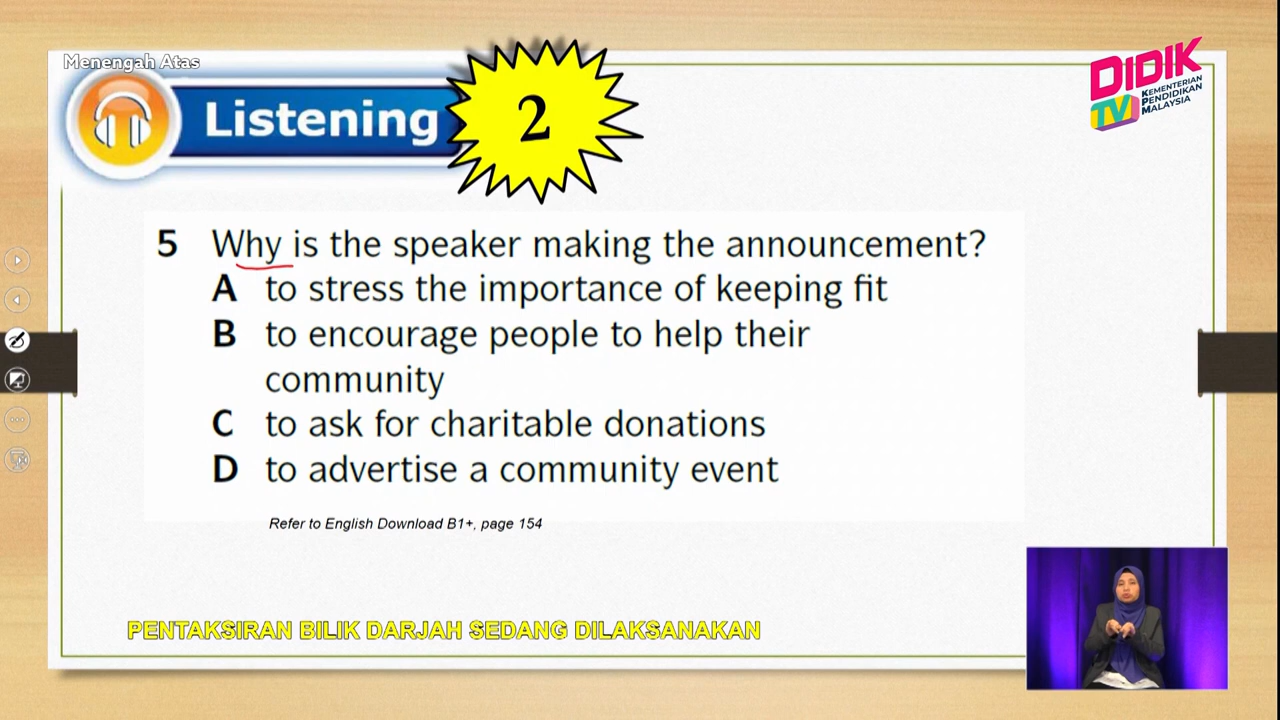 Menengah Atas
Listening
2
DIDIK
TV
KEMENTERIAN
PENDIDIKAN
MALAYSIA
5 Why is the speaker making the announcement?
A to stress the importance of keeping fit
B to encourage people to help their
community
C to ask for charitable donations
D to advertise a community event
Refer to English Download B1+, page 154
PENTAKSIRAN BILIK DARJAH SEDANG DILAKSANAKAN